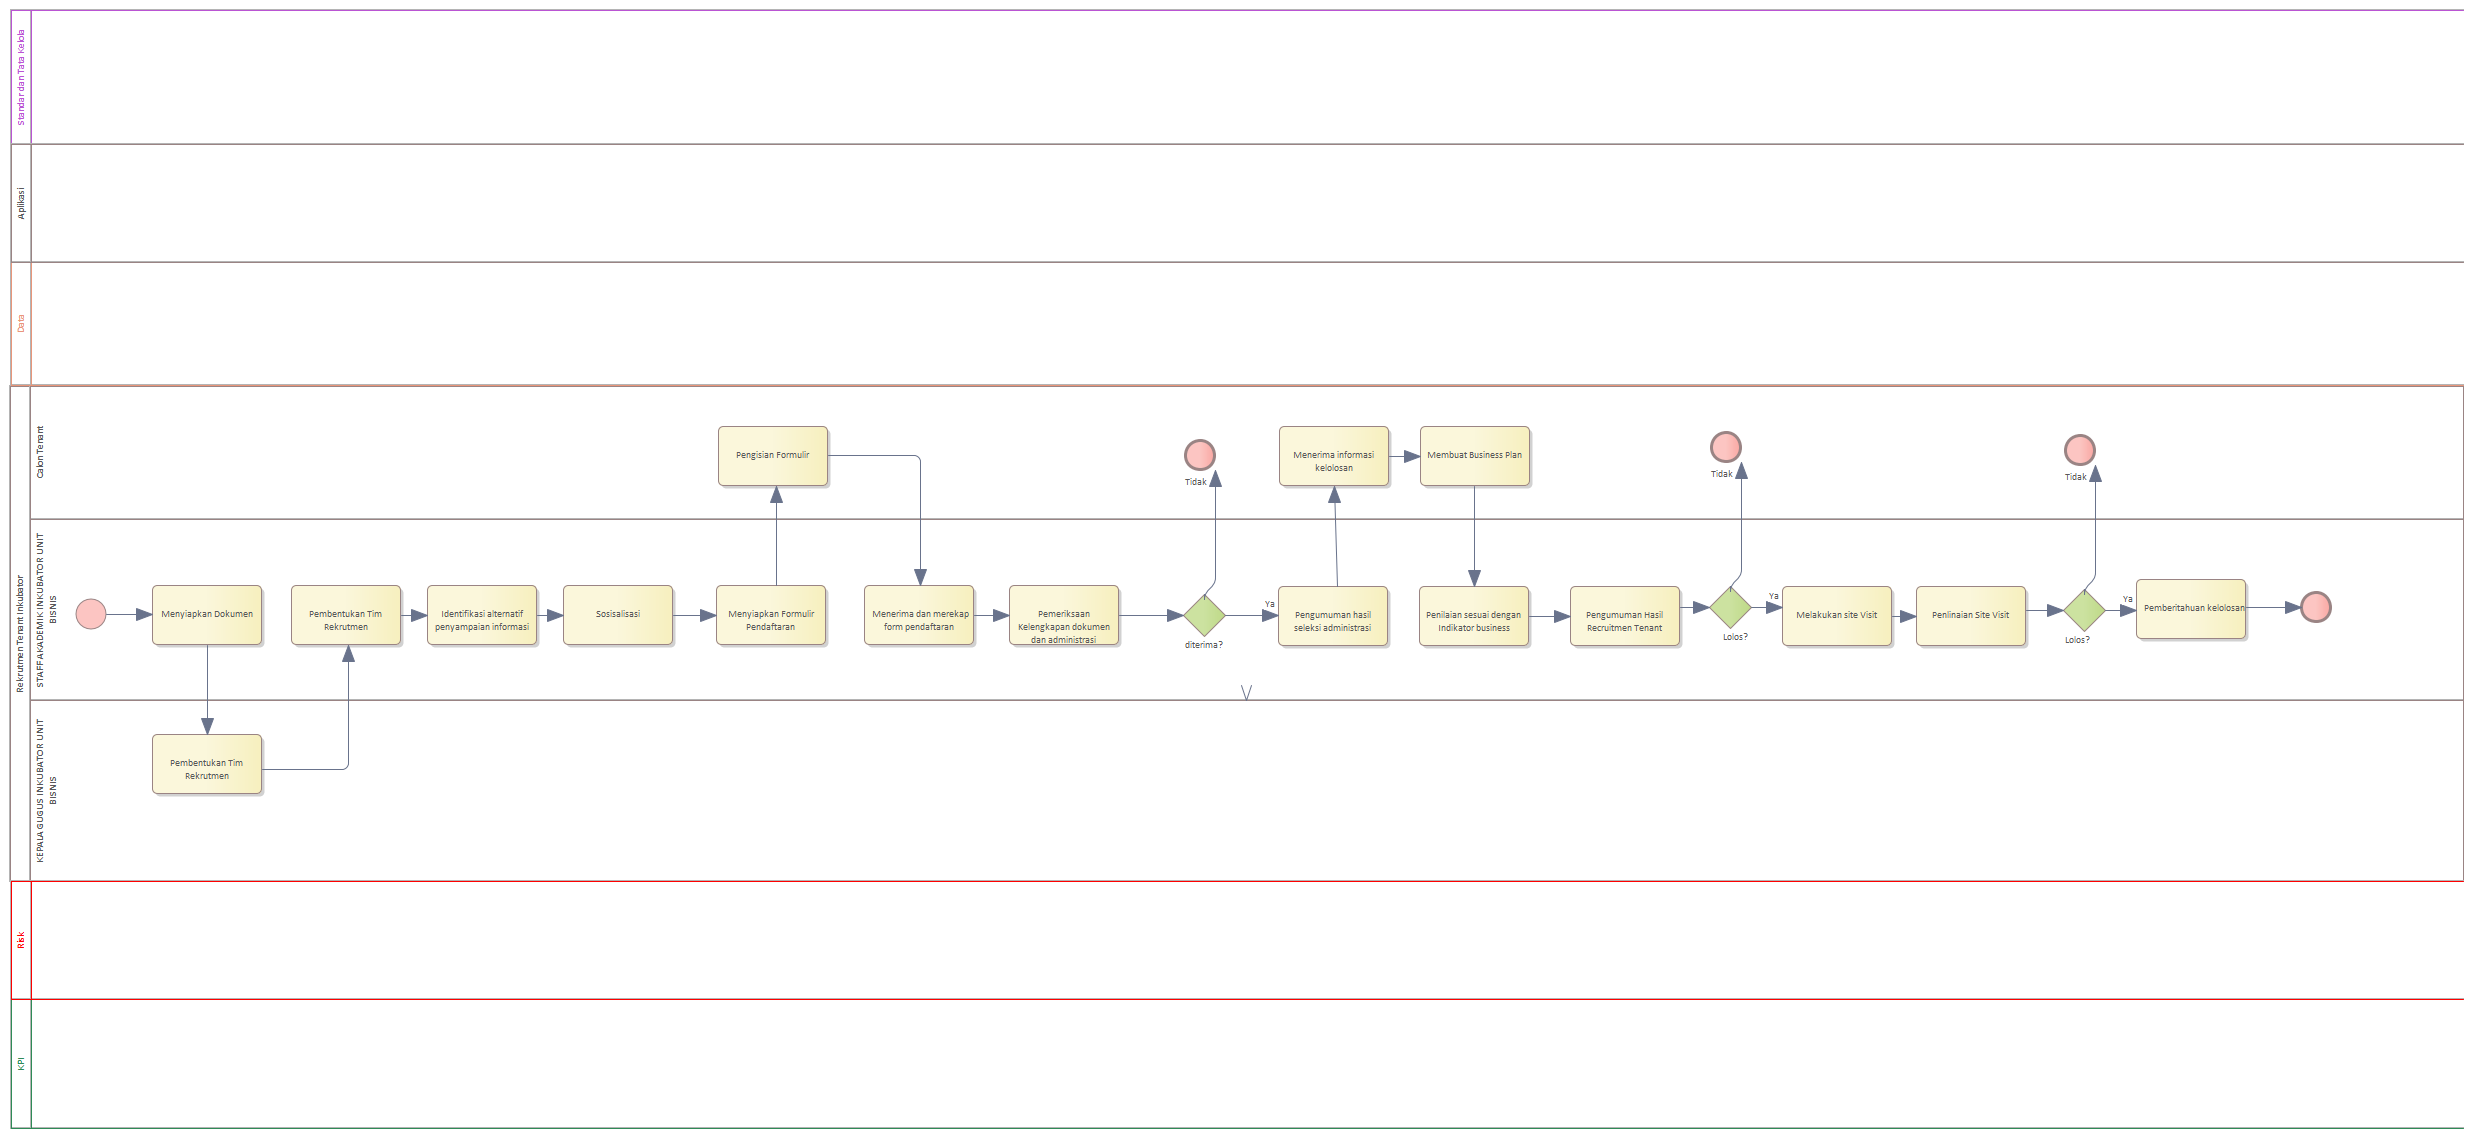 Standar dan Tata Kelola
Aplikasi
Data
Rekrutmen Tenant Inkubator
Calon Tenant
Pengisian Formulir
Tidak
Menerima informasi
kelolosan
Membuat Business Plan
Tidak
Tidak
STAFF AKADEMIK INKUBATOR UNIT
BISNIS
Menyiapkan Dokumen
Pembentukan Tim
Rekrutmen
Identifikasi alternatif
penyampaian informasi
Sosisalisasi
Menyiapkan Formulir
Pendaftaran
Menerima dan merekap
form pendaftaran
Pemeriksaan
Kelengkapan dokumen
dan administrasi
diterima?
Ya
Pengumuman hasil
seleksi administrasi
Penilaian sesuai dengan
Indikator business
Pengumuman Hasil
Recruitmen Tenant
Lolos?
Ya
Melakukan site Visit
Penlinaian Site Visit
Lolos?
Ya
Pemberitahuan kelolosan
KEPALA GUGUS INKUBATOR UNIT
BISNIS
Pembentukan Tim
Rekrutmen
Risk
KPI